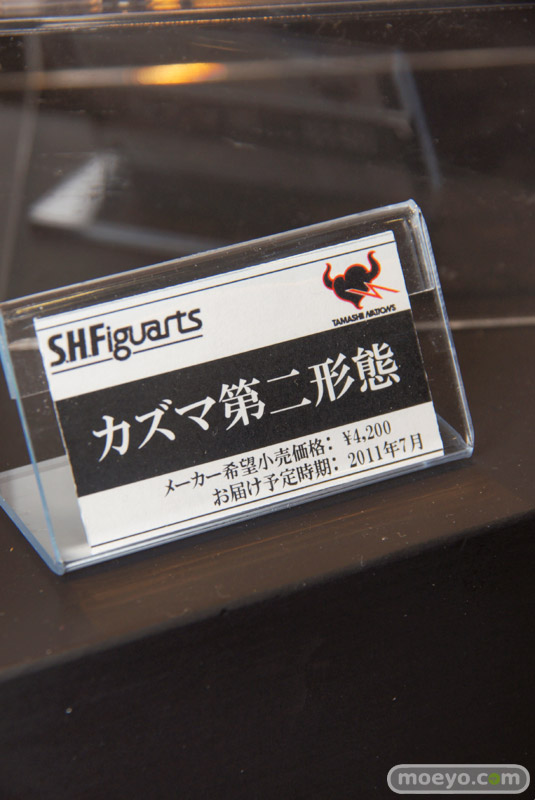 S.H.Figuarts
TAMASHII NATIONS
カズマ第二形態
メーカー希望小売価格：¥4,200
お届け予定時期：2011年7月
moeyo.com